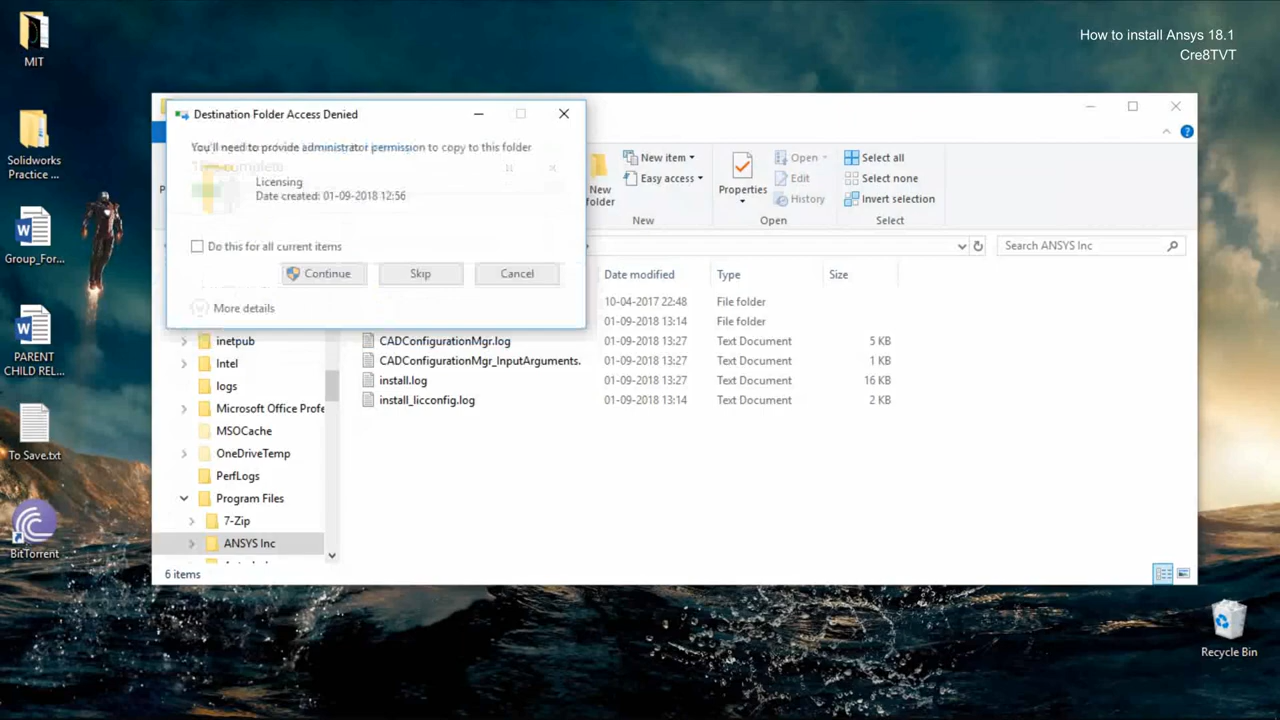 How to install Ansys 18.1
Cre8TVT
MIT
Solidworks
Practice ...
Group_For...
PARENT
CHILD REL...
To Save.txt
BitTorrent
Recycle Bin
Destination Folder Access Denied
You'll need to provide administrator permission to copy to this folder
complete
Licensing
Date created: 01-09-2018 12:56
Do this for all current items
Continue
Skip
Cancel
More details
New
folder
New item
Easy access
New
Properties
Open
Edit
History
Open
Select all
Select none
Invert selection
Select
Search ANSYS Inc
Date modified Type Size
10-04-2017 22:48 File folder
01-09-2018 13:14 File folder
CADConfigurationMgr.log 01-09-2018 13:27 Text Document 5 KB
CADConfigurationMgr_InputArguments. 01-09-2018 13:27 Text Document 1 KB
install.log 01-09-2018 13:27 Text Document 16 KB
install_licconfig.log 01-09-2018 13:14 Text Document 2 KB
inetpub
Intel
logs
Microsoft Office Profe
MSOCache
OneDriveTemp
PerfLogs
Program Files
7-Zip
ANSYS Inc
6 items